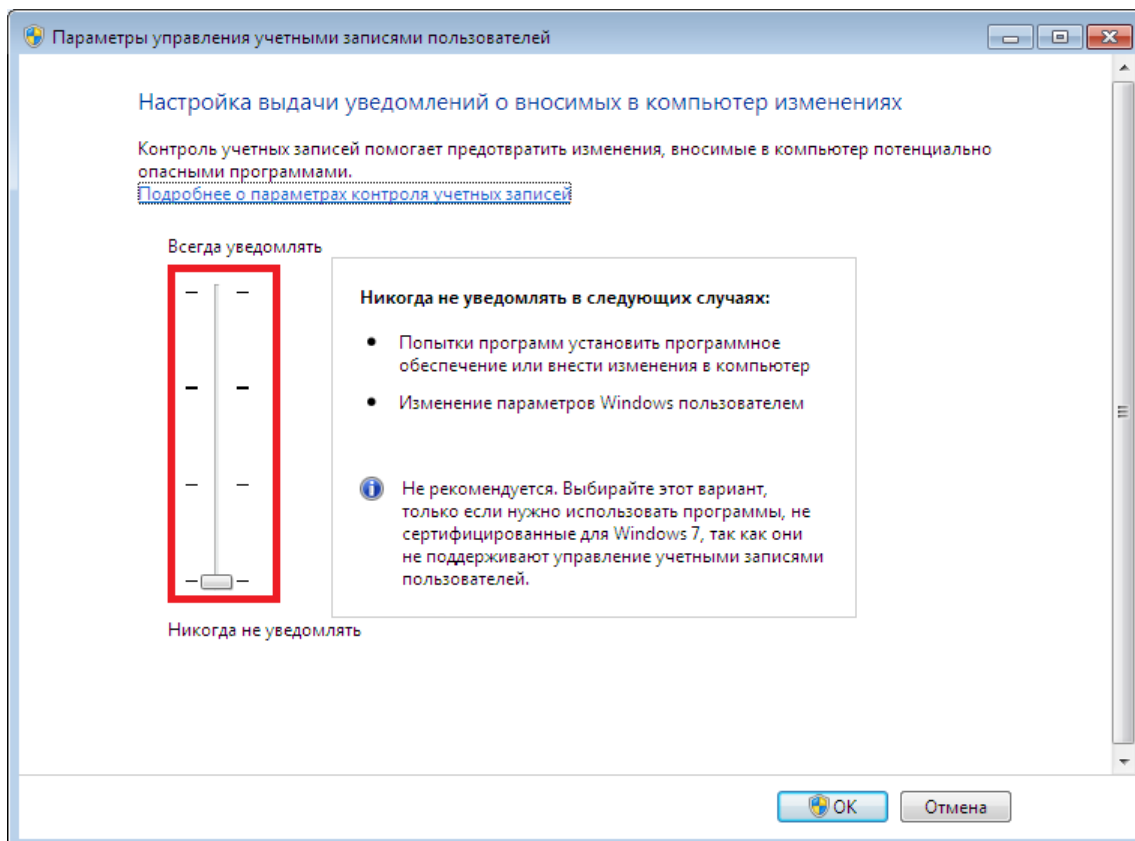 Параметры управления учетными записями пользователей
Настройка выдачи уведомлений о вносимых в компьютер изменениях
Контроль учетных записей помогает предотвратить изменения, вносимые в компьютер потенциально
опасными программами.
Подробнее о параметрах контроля учетных записей
Всегда уведомлять
Никогда не уведомлять в следующих случаях:
Попытки программ установить программное
обеспечение или внести изменения в компьютер
Изменение параметров Windows пользователем
Не рекомендуется. Выбирайте этот вариант,
только если нужно использовать программы, не
сертифицированные для Windows 7, так как они
не поддерживают управление учетными записями
пользователей.
Никогда не уведомлять
OK
Отмена